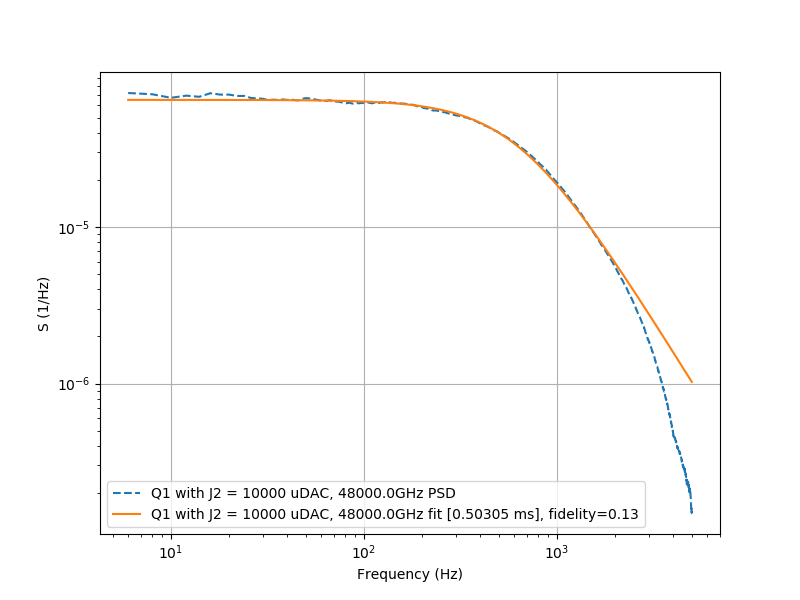 S (1/Hz)
10⁻⁵
10⁻⁶
Q1 with J2 = 10000 uDAC, 48000.0GHz PSD
Q1 with J2 = 10000 uDAC, 48000.0GHz fit [0.50305 ms], fidelity=0.13
10¹ 10² 10³
Frequency (Hz)